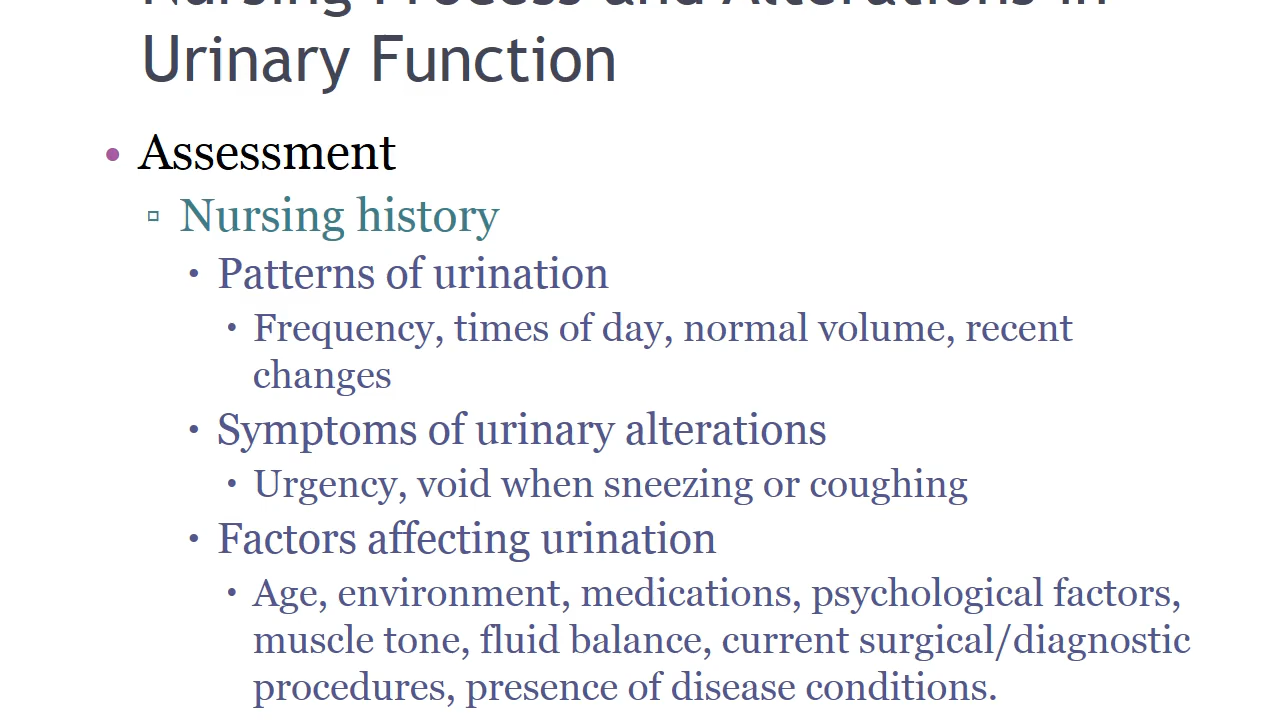 Nursing Process and Alterations in
Urinary Function
• Assessment
▫ Nursing history
• Patterns of urination
• Frequency, times of day, normal volume, recent
changes
• Symptoms of urinary alterations
• Urgency, void when sneezing or coughing
• Factors affecting urination
• Age, environment, medications, psychological factors,
muscle tone, fluid balance, current surgical/diagnostic
procedures, presence of disease conditions.